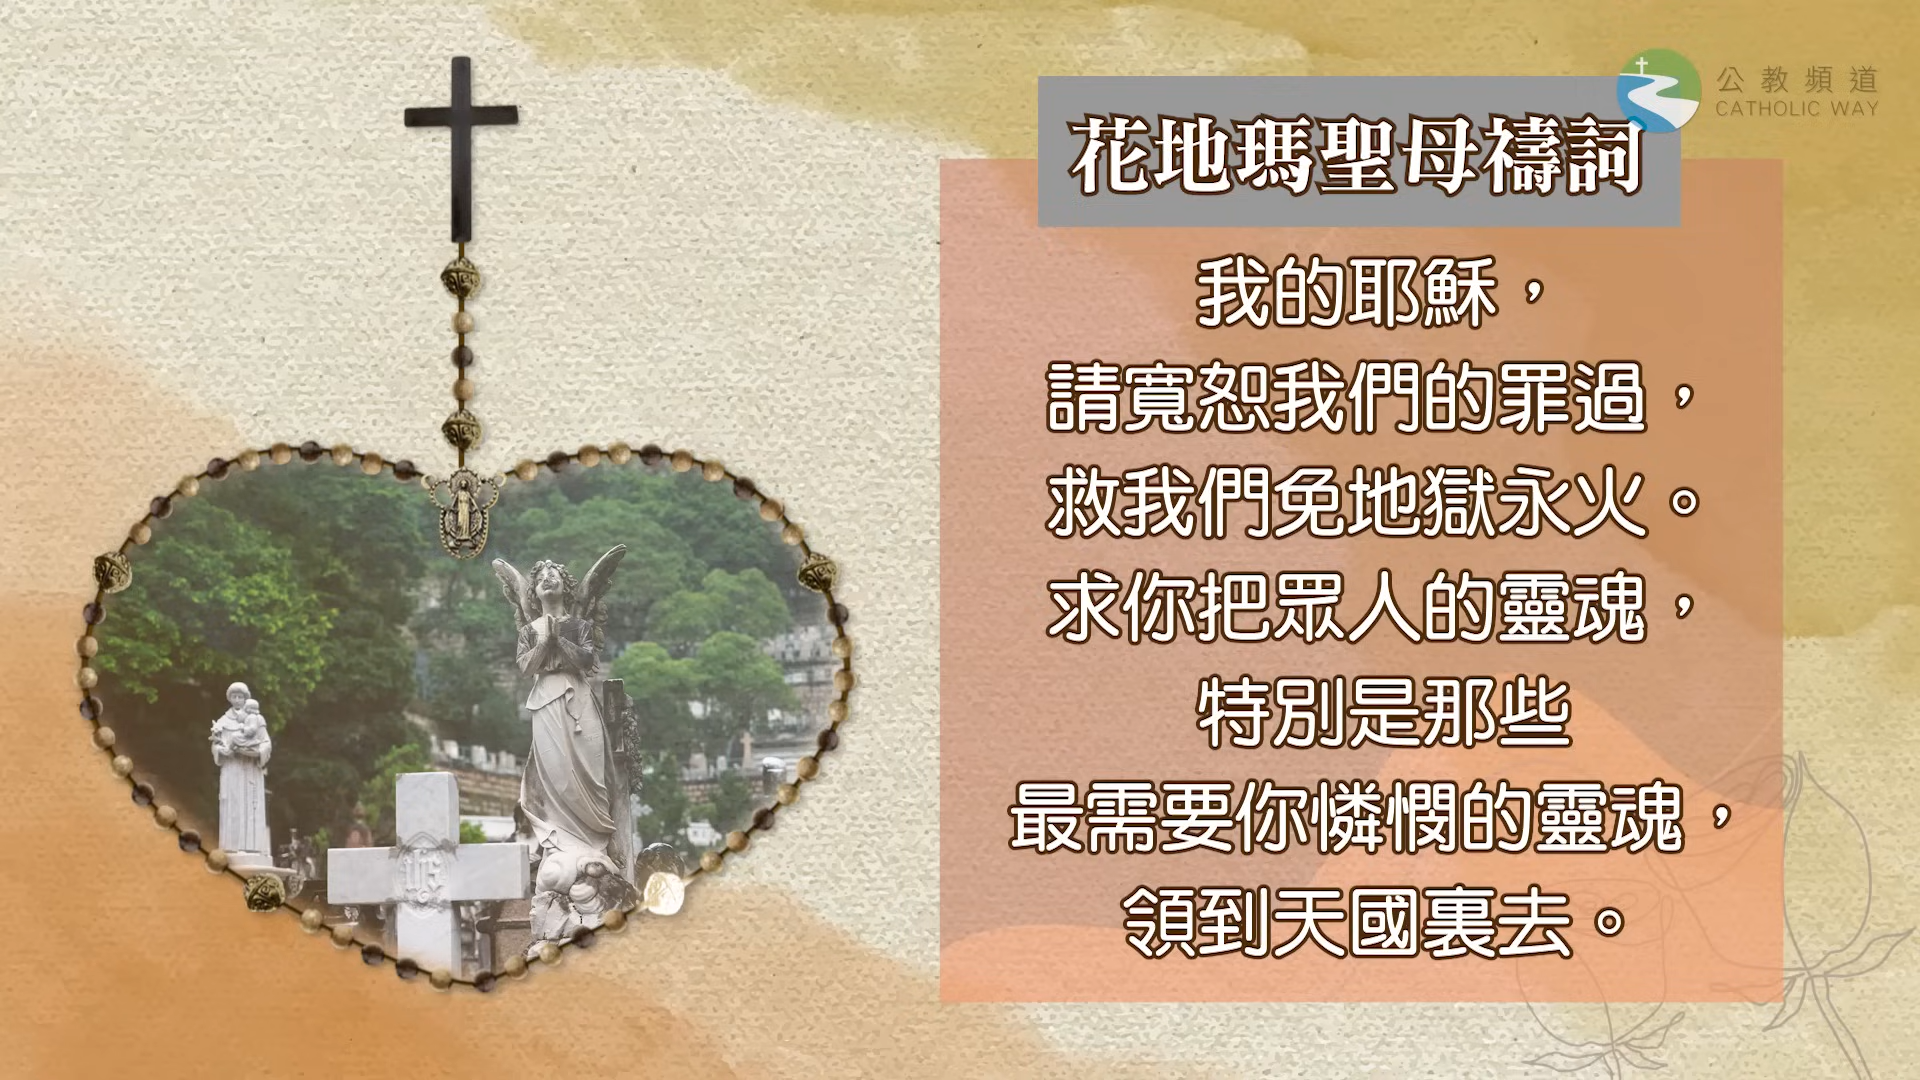 公教頻道
CATHOLIC WAY
花地瑪聖母禱詞
我的耶穌，
請寬恕我們的罪過，
救我們免地獄永火。
求你把眾人的靈魂，
特別是那些
最需要你憐憫的靈魂，
領到天國裏去。
IHS